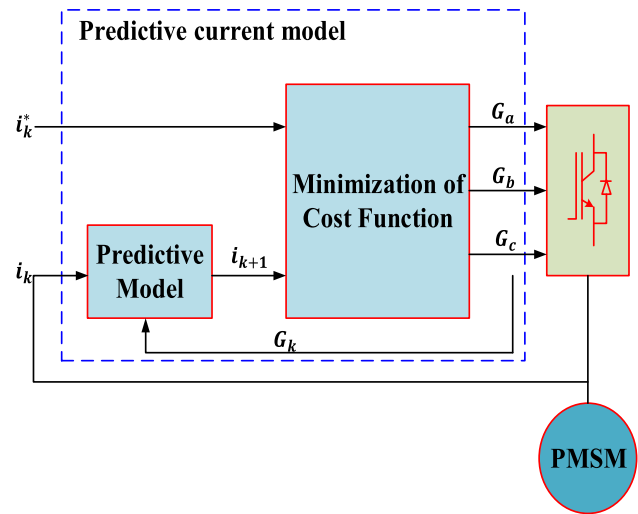 Predictive current model
i*k
Ga
Minimization of
Cost Function
Gb
Gc
ik
Predictive
Model
ik+1
Gk
PMSM